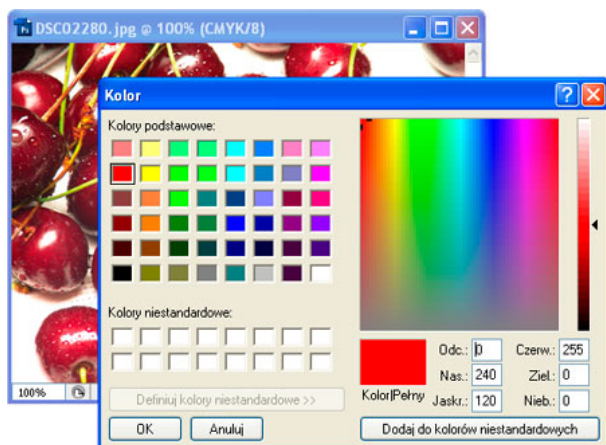 DSC02280.jpg @ 100% (CMYK/8)
Kolor
Kolory podstawowe:
Kolory niestandardowe:
Definiuj kolory niestandardowe >>
OK Anuluj
Kolor|Pełny
Odc.: 0 Czerw.: 255
Nas.: 240 Ziel.: 0
Jaskr.: 120 Nieb.: 0
Dodaj do kolorów niestandardowych
100%